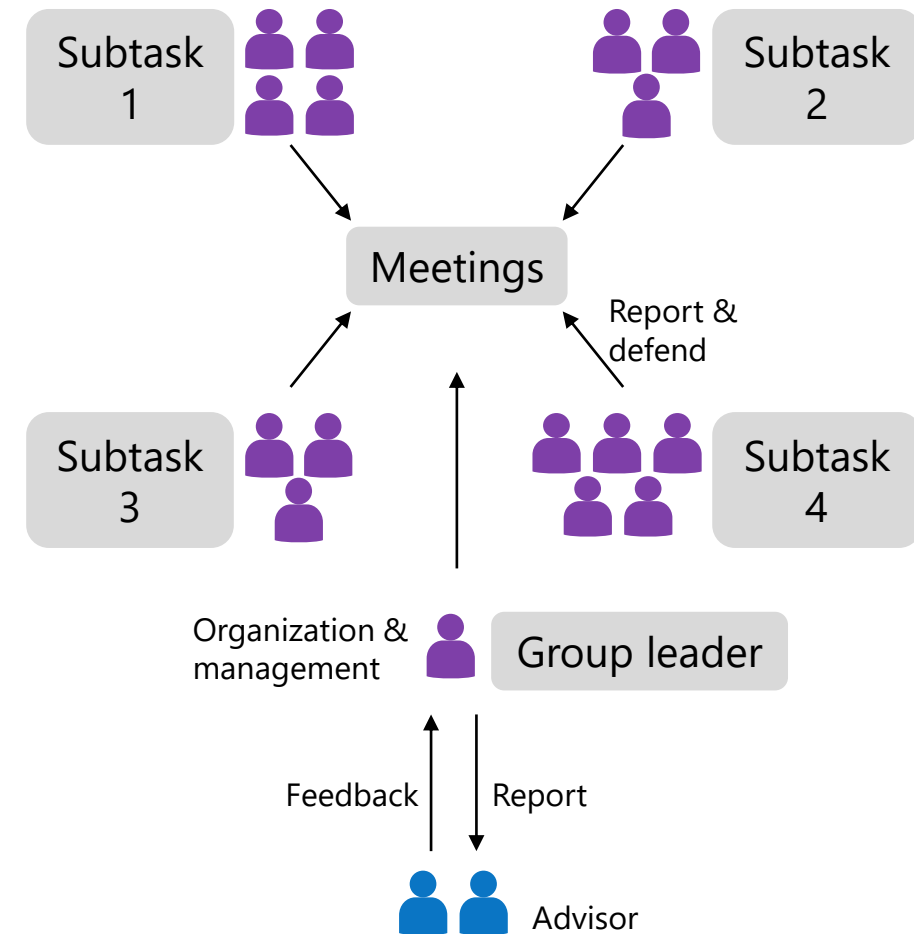 Subtask
1
Subtask
2
Meetings
Report &
defend
Subtask
3
Subtask
4
Organization &
management
Group leader
Feedback
Report
Advisor